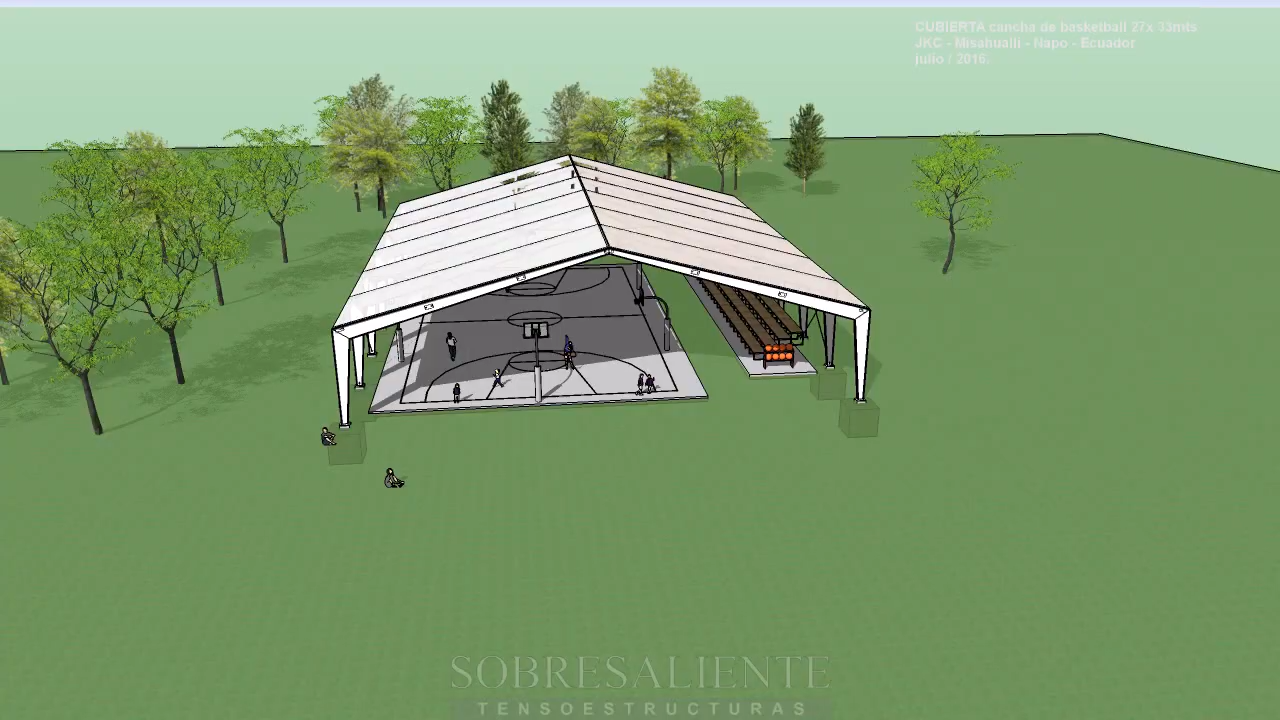 CUBIERTA cancha de basketball 27x 33mts
JKC - Misahualli - Napo - Ecuador
julio / 2016.
SOBRESALIENTE
TENSOESTRUCTURAS